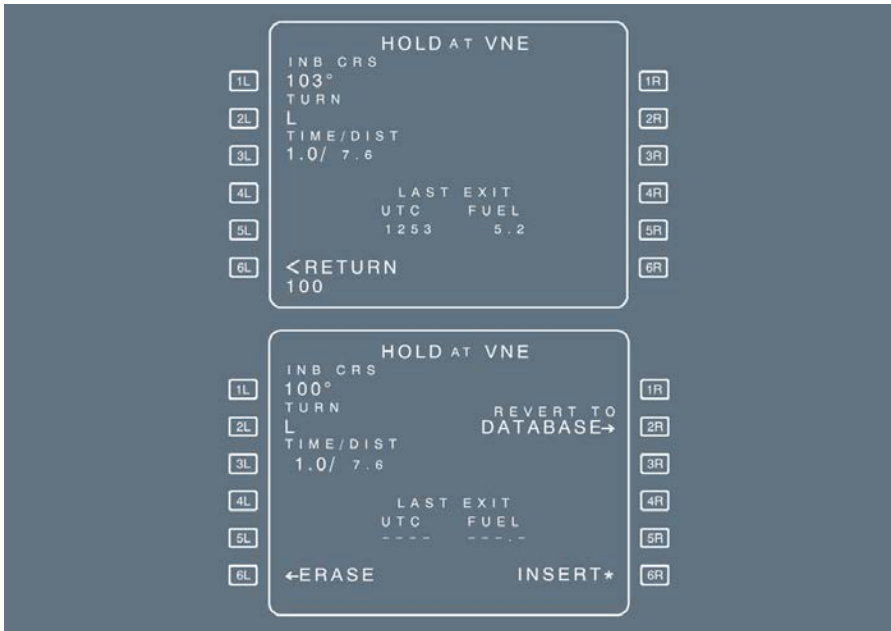 HOLD AT VNE
INB CRS
1L 103° 1R
TURN
2L L 2R
TIME/DIST
3L 1.0/ 7.6 3R
4L LAST EXIT 4R
UTC FUEL
5L 1253 5.2 5R
6L <RETURN 6R
100
HOLD AT VNE
INB CRS
1L 100° 1R
TURN REVERT TO
2L L DATABASE→ 2R
TIME/DIST
3L 1.0/ 7.6 3R
4L LAST EXIT 4R
UTC FUEL
5L ---- ---.- 5R
6L ←ERASE INSERT* 6R